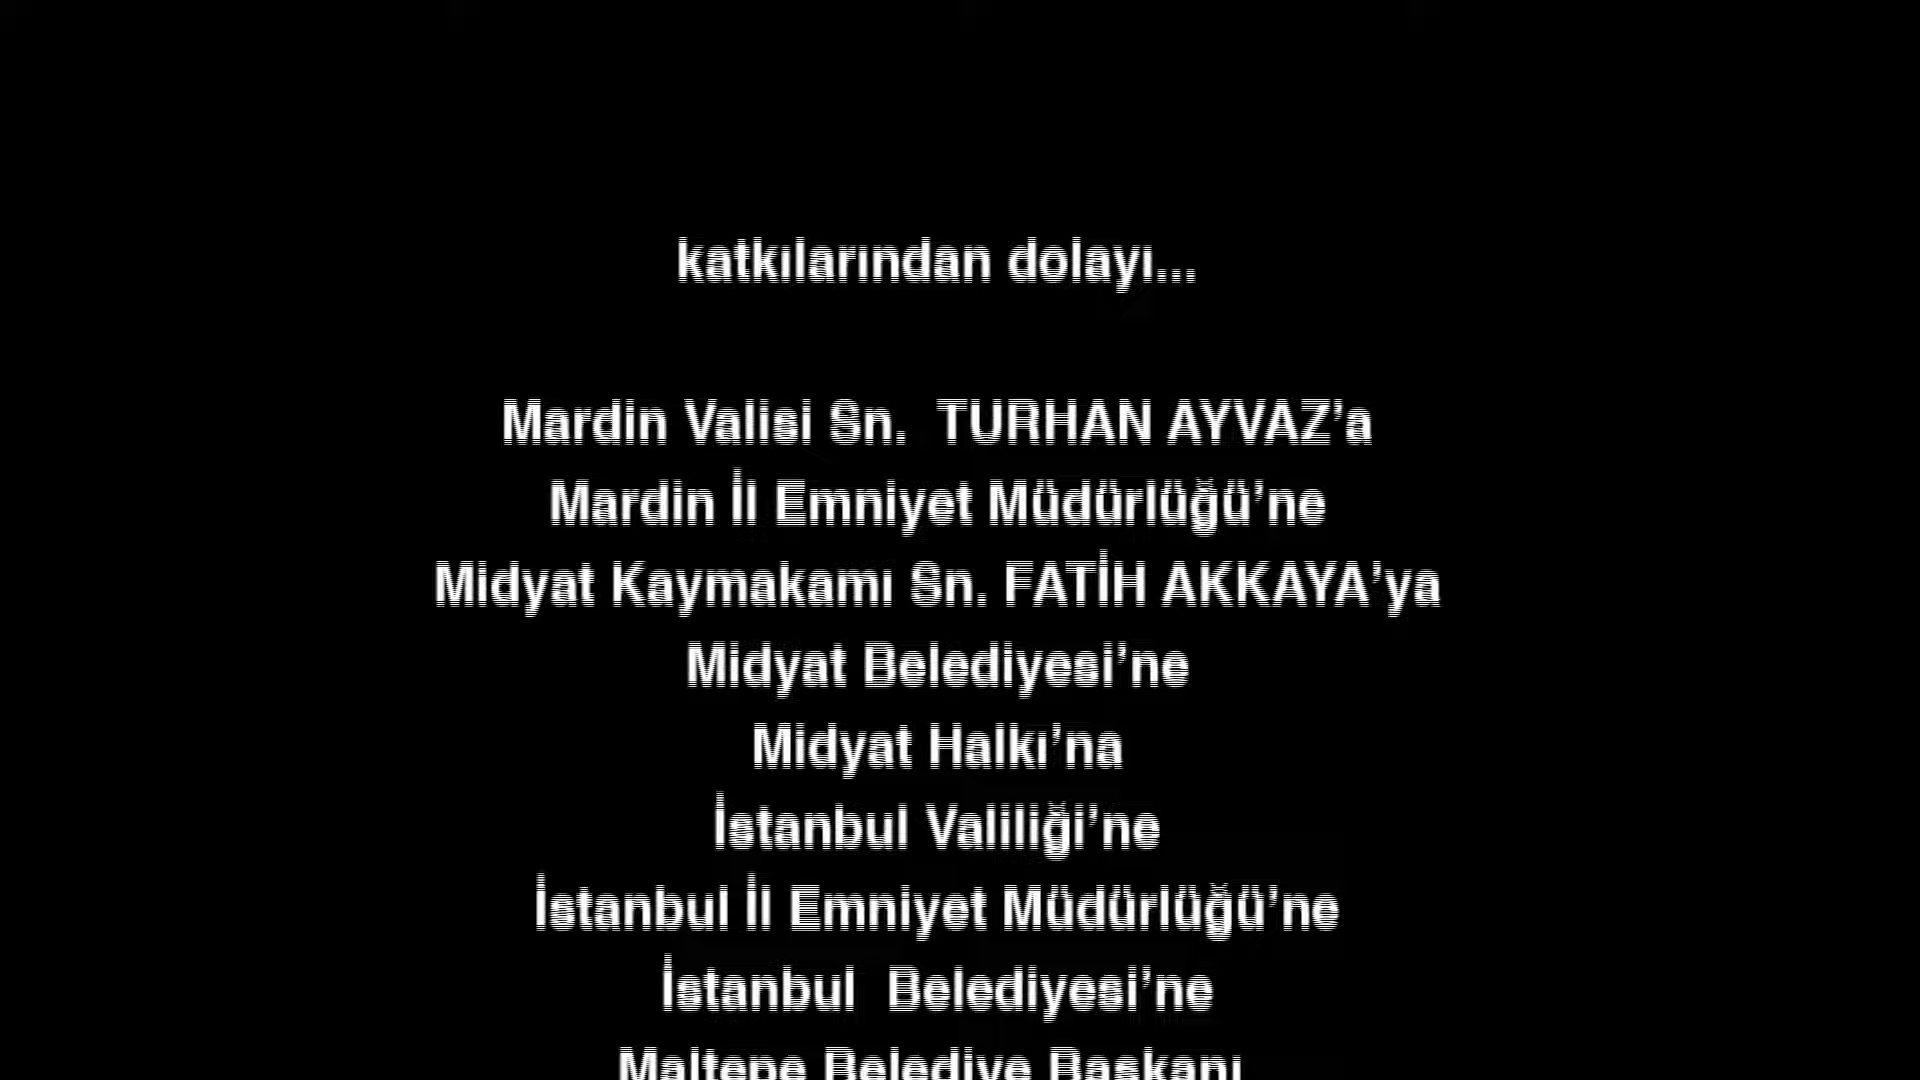 katkılarından dolayı...
Mardin Valisi Sn. TURHAN AYVAZ’a
Mardin İl Emniyet Müdürlüğü’ne
Midyat Kaymakamı Sn. FATİH AKKAYA’ya
Midyat Belediyesi’ne
Midyat Halkı’na
İstanbul Valiliği’ne
İstanbul İl Emniyet Müdürlüğü’ne
İstanbul Belediyesi’ne
Maltepe Belediye Başkanı